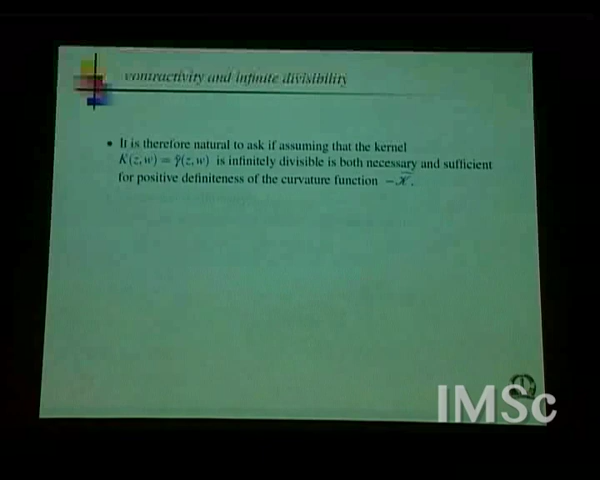 contractivity and infinite divisibility
• It is therefore natural to ask if assuming that the kernel
K(z,w) = γ̃(z,w) is infinitely divisible is both necessary and sufficient
for positive definiteness of the curvature function −𝒦̃.
IMSc